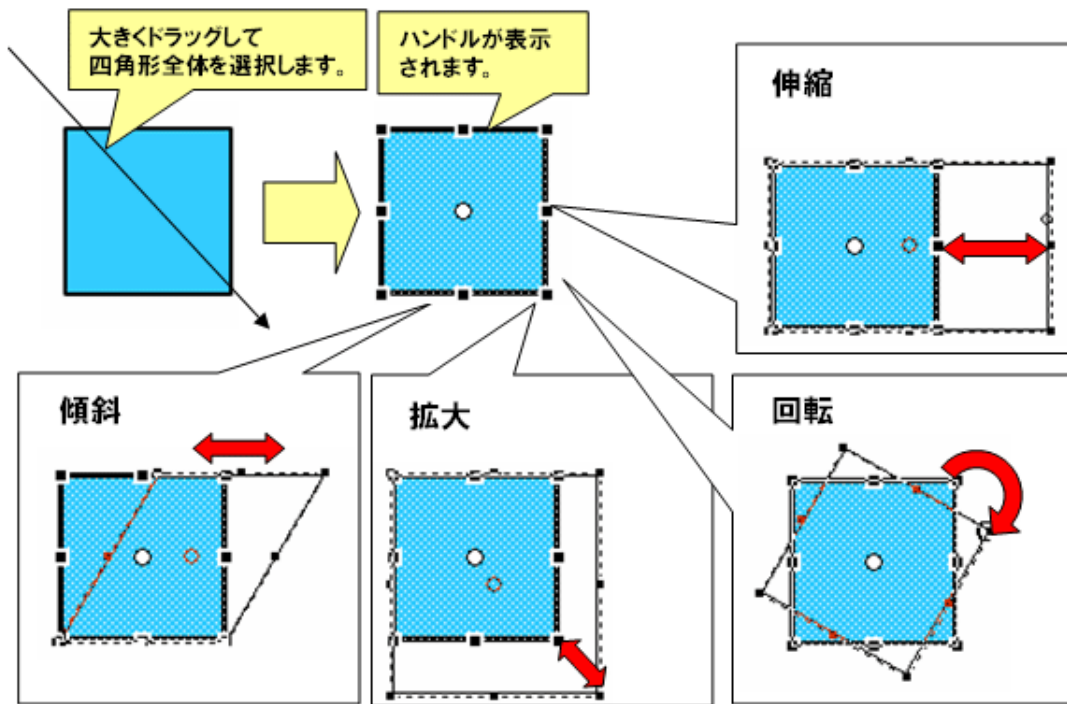 大きくドラッグして
四角形全体を選択します。
ハンドルが表示
されます。
伸縮
傾斜
拡大
回転